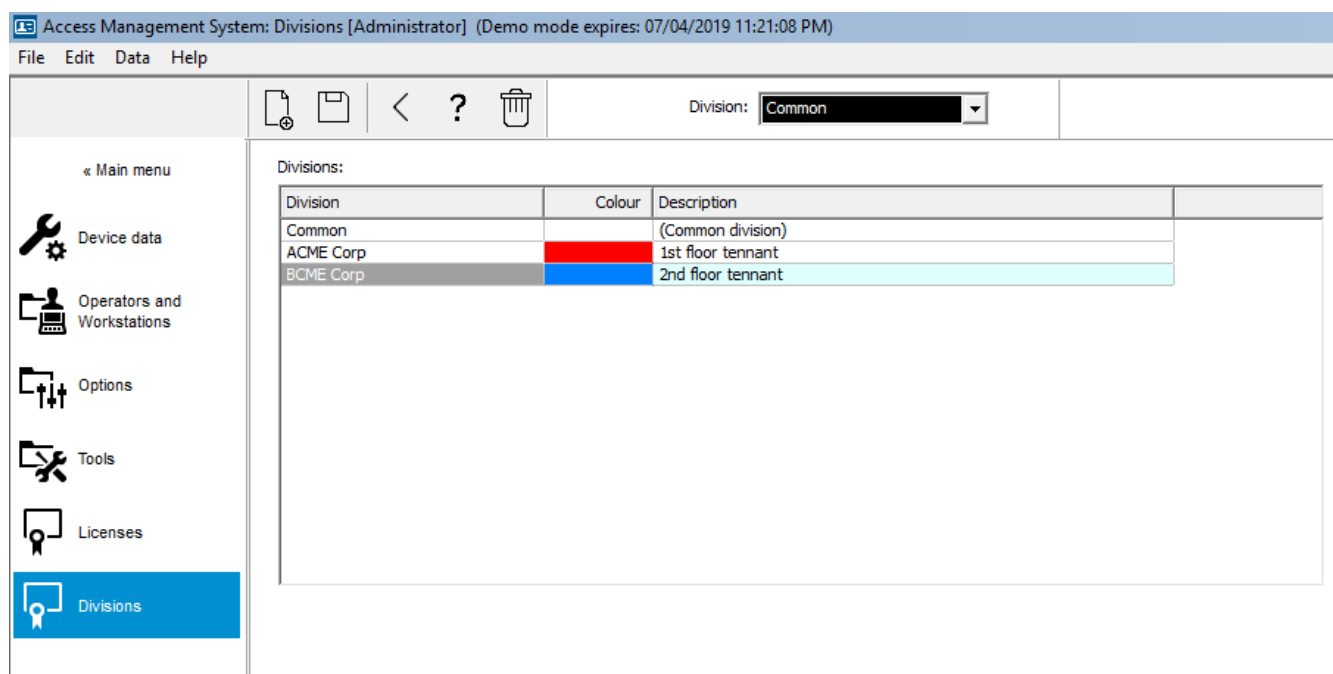 Access Management System: Divisions [Administrator] (Demo mode expires: 07/04/2019 11:21:08 PM)
File Edit Data Help
? Division: Common
« Main menu
Device data
Operators and
Workstations
Options
Tools
Licenses
Divisions
Divisions:
Division Colour Description
Common (Common division)
ACME Corp 1st floor tennant
BCME Corp 2nd floor tennant